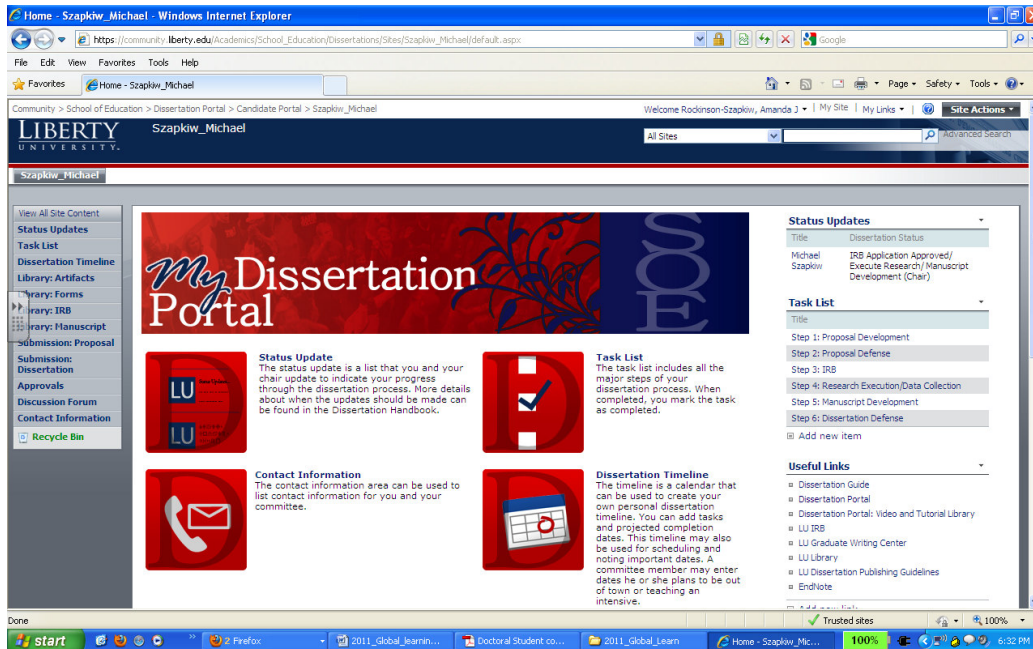 Home - Szapkiw_Michael - Windows Internet Explorer
https://community.liberty.edu/Academics/School_Education/Dissertations/Sites/Szapkiw_Michael/default.aspx
Google
File Edit View Favorites Tools Help
Favorites Home - Szapkiw_Michael
Page Safety Tools
Community > School of Education > Dissertation Portal > Candidate Portal > Szapkiw_Michael
Welcome Rockinson-Szapkiw, Amanda J My Site My Links Site Actions
LIBERTY
UNIVERSITY.
Szapkiw_Michael
All Sites
Advanced Search
Szapkiw_Michael
View All Site Content
Status Updates
Task List
Dissertation Timeline
Library: Artifacts
Library: Forms
Library: IRB
Library: Manuscript
Submission: Proposal
Submission:
Dissertation
Approvals
Discussion Forum
Contact Information
Recycle Bin
My Dissertation
Portal
SOE
Status Update
The status update is a list that you and your
chair update to indicate your progress
through the dissertation process. More details
about when the updates should be made can
be found in the Dissertation Handbook.
LU
LU
Task List
The task list includes all the
major steps of your
dissertation process. When
completed, you mark the task
as completed.
Contact Information
The contact information area can be used to
list contact information for you and your
committee.
Dissertation Timeline
The timeline is a calendar that
can be used to create your
own personal dissertation
timeline. You can add tasks
and projected completion
dates. This timeline may also
be used for scheduling and
noting important dates. A
committee member may enter
dates he or she plans to be out
of town or teaching an
intensive.
Status Updates
Title Dissertation Status
Michael Szapkiw IRB Application Approved/
Execute Research/ Manuscript
Development (Chair)
Task List
Title
Step 1: Proposal Development
Step 2: Proposal Defense
Step 3: IRB
Step 4: Research Execution/Data Collection
Step 5: Manuscript Development
Step 6: Dissertation Defense
Add new item
Useful Links
Dissertation Guide
Dissertation Portal
Dissertation Portal: Video and Tutorial Library
LU IRB
LU Graduate Writing Center
LU Library
LU Dissertation Publishing Guidelines
EndNote
Add new link
Done
Trusted sites 100%
start 2 Firefox 2011_Global_learnin... Doctoral Student co... 2011_Global_Learn Home - Szapkiw_Mic... 100% 6:32 PM